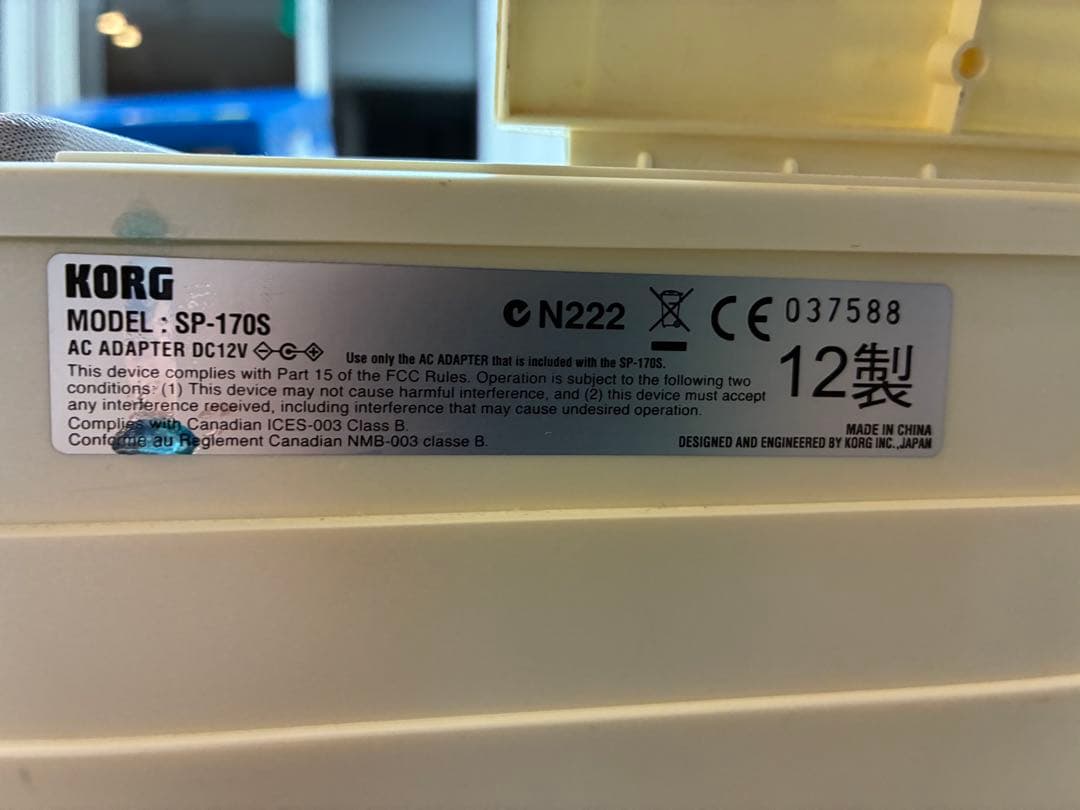 KORG
MODEL : SP-170S
N222
CE 037588
AC ADAPTER DC12V
Use only the AC ADAPTER that is included with the SP-170S.
12製
This device complies with Part 15 of the FCC Rules. Operation is subject to the following two
conditions: (1) This device may not cause harmful interference, and (2) this device must accept
any interference received, including interference that may cause undesired operation.
Complies with Canadian ICES-003 Class B.
Conforme au Reglement Canadian NMB-003 classe B.
MADE IN CHINA
DESIGNED AND ENGINEERED BY KORG INC.,JAPAN